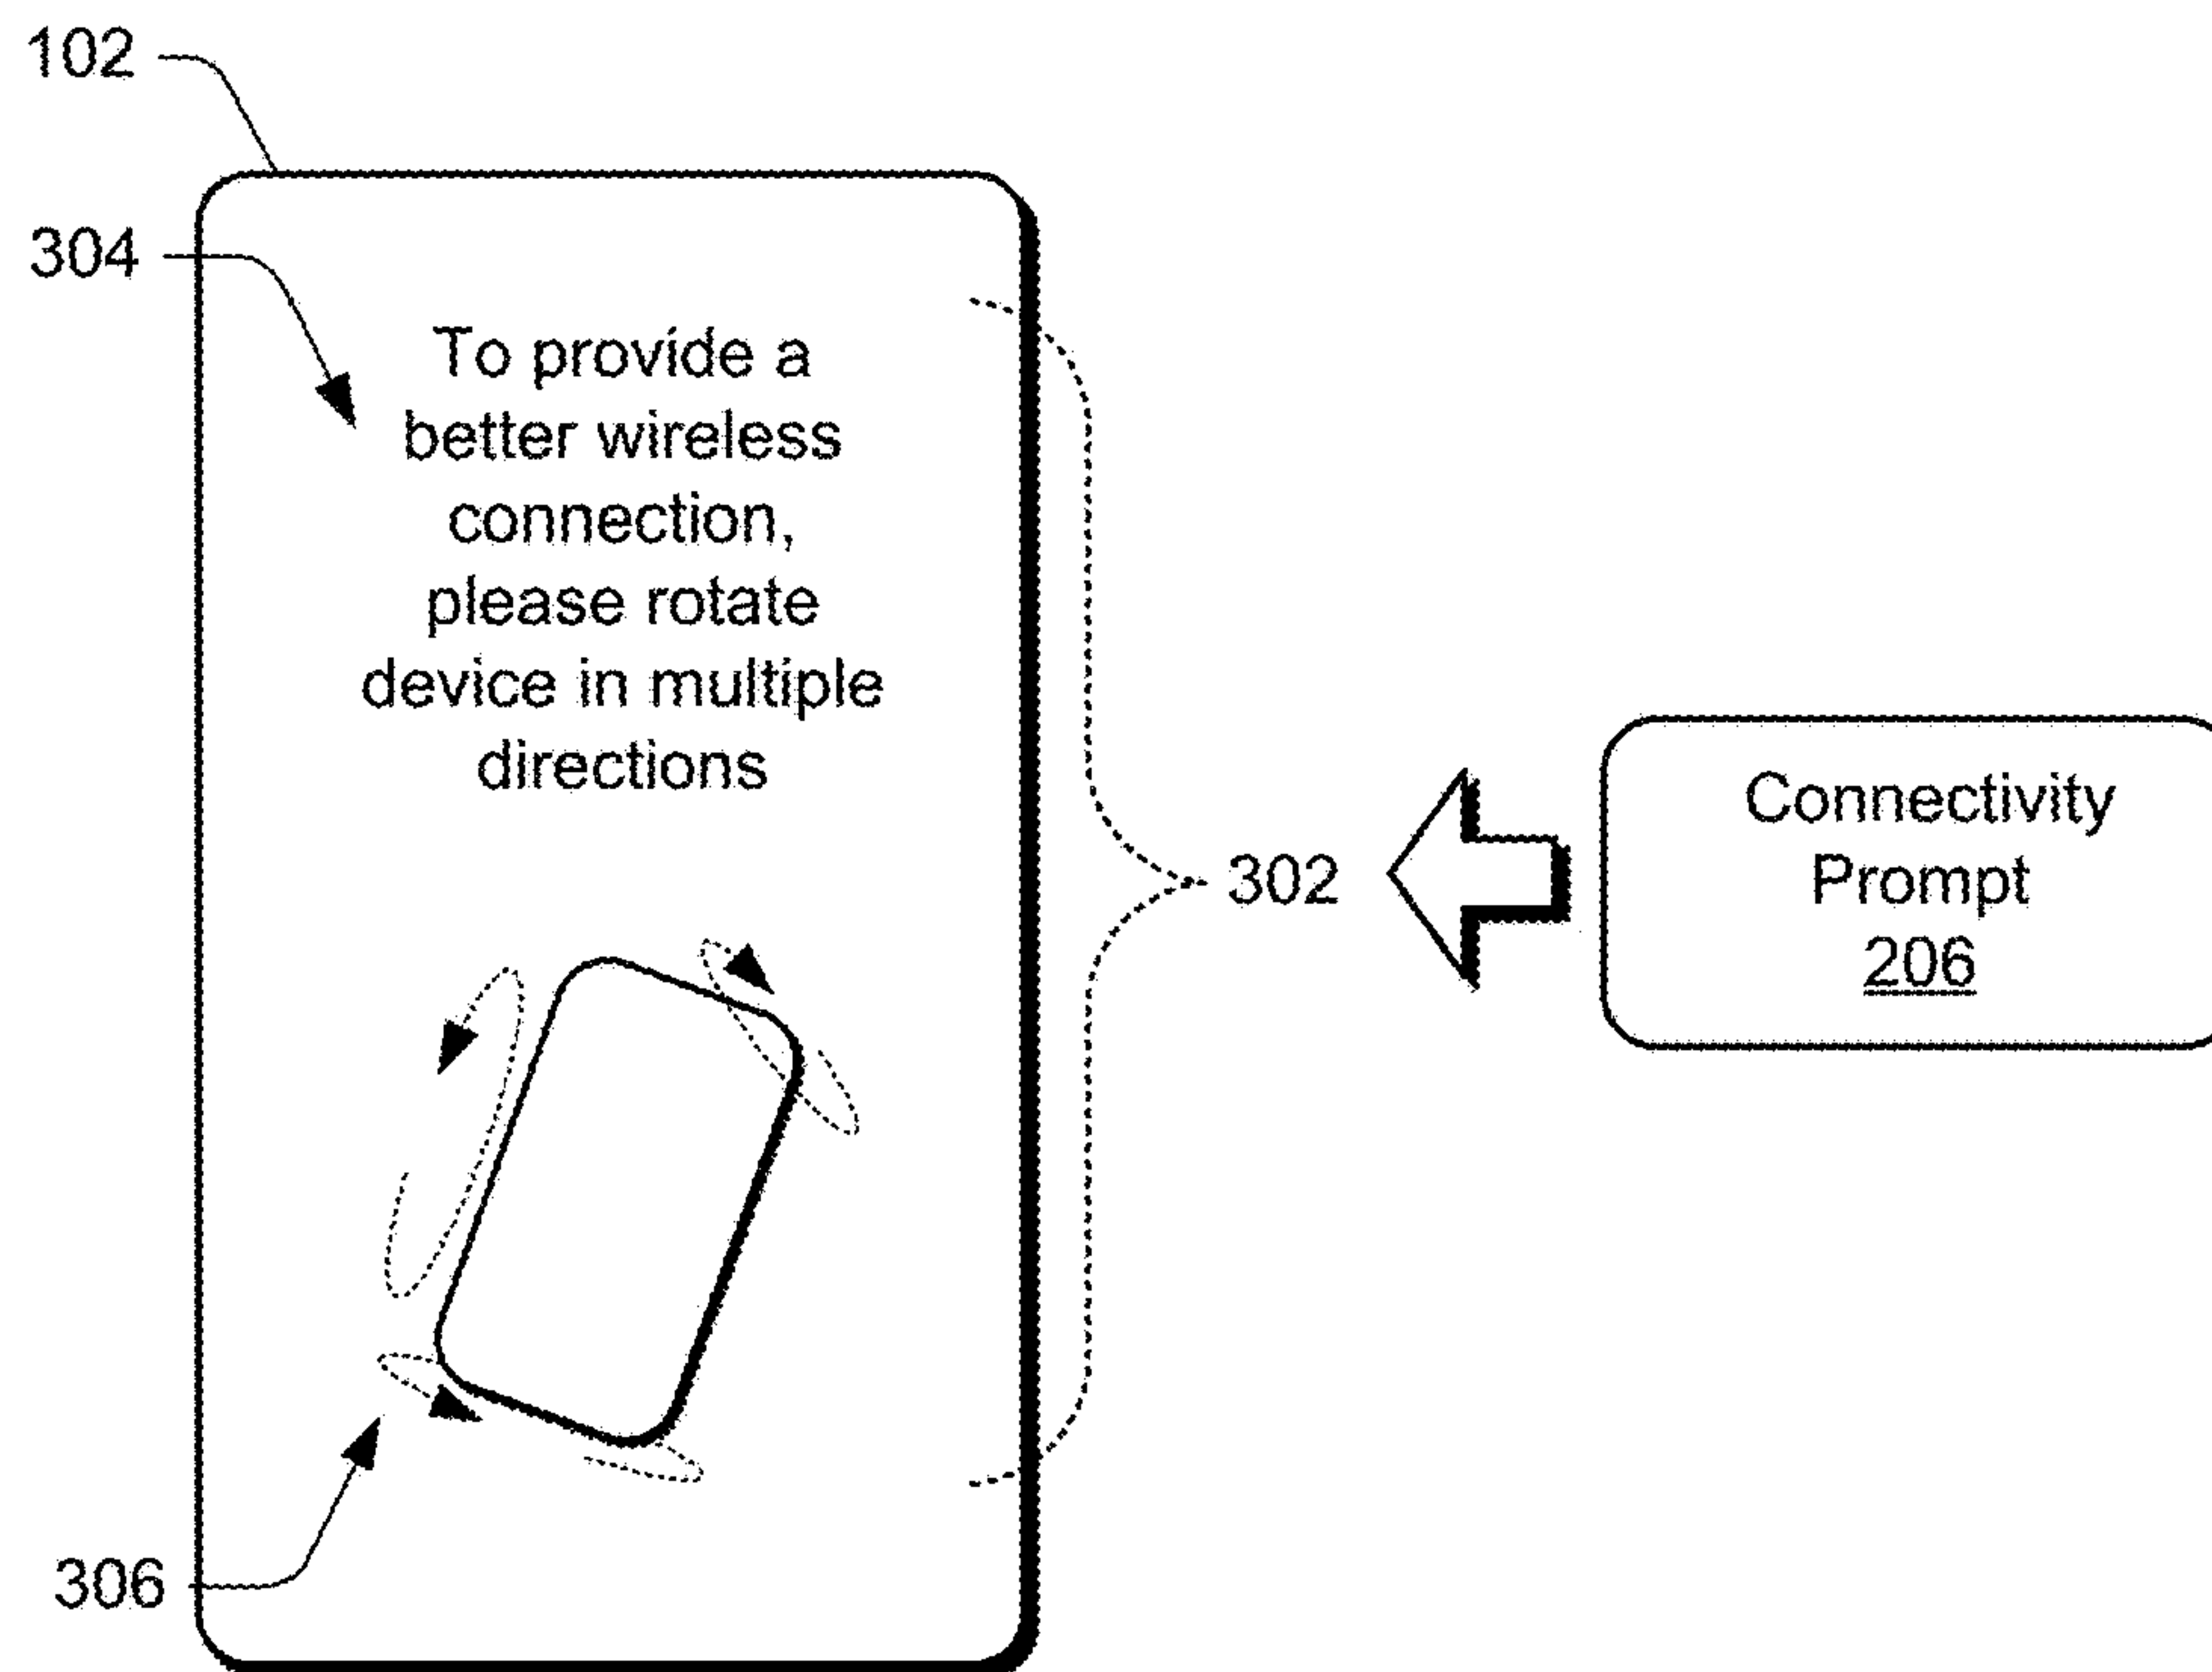 102
304
To provide a
better wireless
connection,
please rotate
device in multiple
directions
302
Connectivity
Prompt
206
306